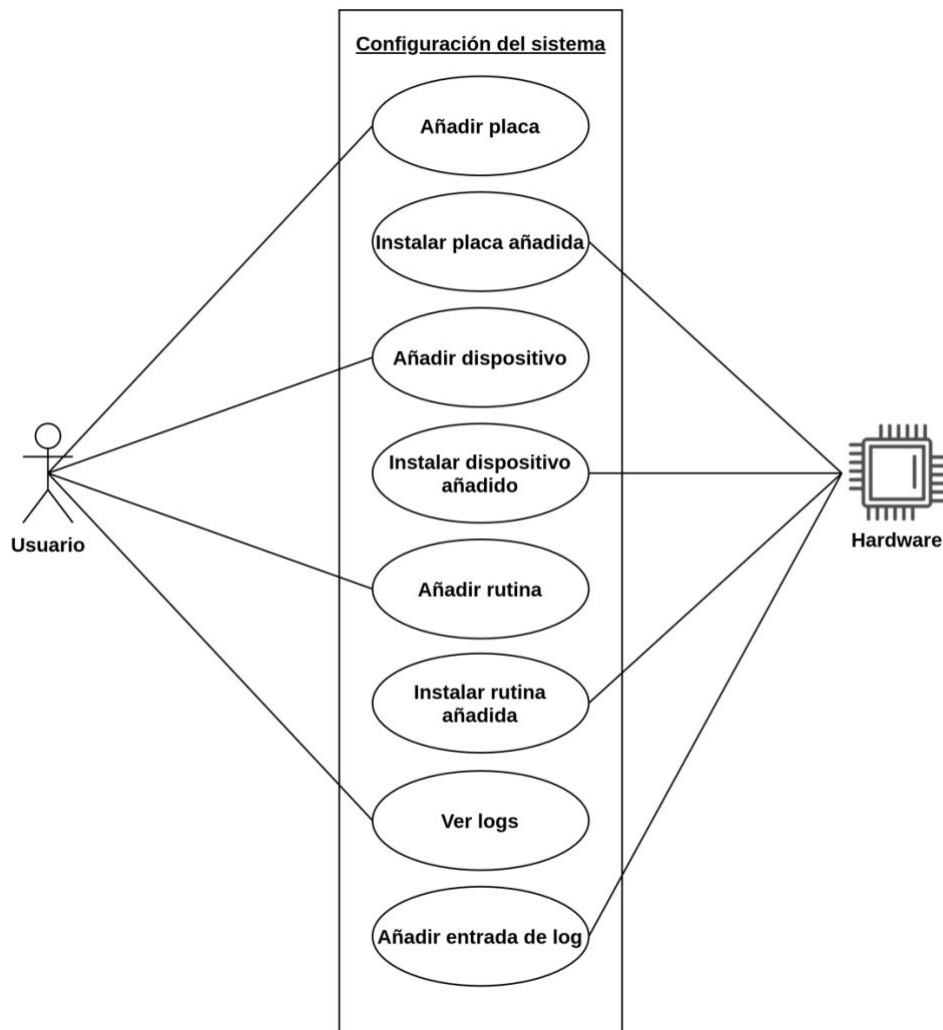 Configuración del sistema
Añadir placa
Instalar placa añadida
Añadir dispositivo
Instalar dispositivo
añadido
Usuario
Hardware
Añadir rutina
Instalar rutina
añadida
Ver logs
Añadir entrada de log